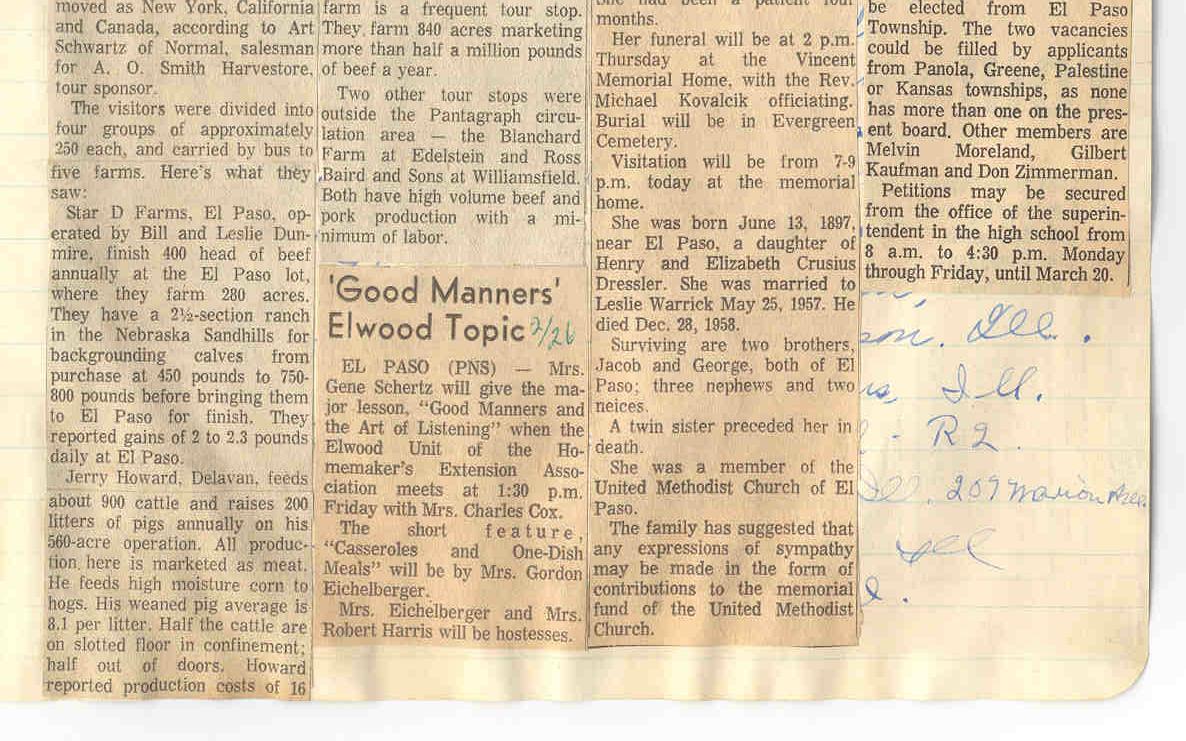 moved as New York, California
and Canada, according to Art
Schwartz of Normal, salesman
for A. O. Smith Harvestore,
tour sponsor.
The visitors were divided into
four groups of approximately
250 each, and carried by bus to
five farms. Here's what they
saw:
Star D Farms, El Paso, op-
erated by Bill and Leslie Dun-
mire, finish 400 head of beef
annually at the El Paso lot,
where they farm 280 acres.
They have a 2½-section ranch
in the Nebraska Sandhills for
backgrounding calves from
purchase at 450 pounds to 750-
800 pounds before bringing them
to El Paso for finish. They
reported gains of 2 to 2.3 pounds
daily at El Paso.
Jerry Howard, Delavan, feeds
about 900 cattle and raises 200
litters of pigs annually on his
560-acre operation. All produc-
tion here is marketed as meat.
He feeds high moisture corn to
hogs. His weaned pig average is
8.1 per litter. Half the cattle are
on slotted floor in confinement;
half out of doors. Howard
reported production costs of 16
farm is a frequent tour stop.
They farm 840 acres marketing
more than half a million pounds
of beef a year.
Two other tour stops were
outside the Pantagraph circu-
lation area — the Blanchard
Farm at Edelstein and Ross
Baird and Sons at Williamsfield.
Both have high volume beef and
pork production with a mi-
nimum of labor.
'Good Manners'
Elwood Topic 2/26
EL PASO (PNS) — Mrs.
Gene Schertz will give the ma-
jor lesson, "Good Manners and
the Art of Listening" when the
Elwood Unit of the Ho-
memaker's Extension Asso-
ciation meets at 1:30 p.m.
Friday with Mrs. Charles Cox.
The short feature,
"Casseroles and One-Dish
Meals" will be by Mrs. Gordon
Eichelberger.
Mrs. Eichelberger and Mrs.
Robert Harris will be hostesses.
She had been a patient four
months.
Her funeral will be at 2 p.m.
Thursday at the Vincent
Memorial Home, with the Rev.
Michael Kovalcik officiating.
Burial will be in Evergreen
Cemetery.
Visitation will be from 7-9
p.m. today at the memorial
home.
She was born June 13, 1897,
near El Paso, a daughter of
Henry and Elizabeth Crusius
Dressler. She was married to
Leslie Warrick May 25, 1957. He
died Dec. 28, 1958.
Surviving are two brothers,
Jacob and George, both of El
Paso; three nephews and two
neices.
A twin sister preceded her in
death.
She was a member of the
United Methodist Church of El
Paso.
The family has suggested that
any expressions of sympathy
may be made in the form of
contributions to the memorial
fund of the United Methodist
Church.
be elected from El Paso
Township. The two vacancies
could be filled by applicants
from Panola, Greene, Palestine
or Kansas townships, as none
has more than one on the pres-
ent board. Other members are
Melvin Moreland, Gilbert
Kaufman and Don Zimmerman.
Petitions may be secured
from the office of the superin-
tendent in the high school from
8 a.m. to 4:30 p.m. Monday
through Friday, until March 20.
Ill.
Ill.
R2
Ill. 209 Marion Ave.
Ill